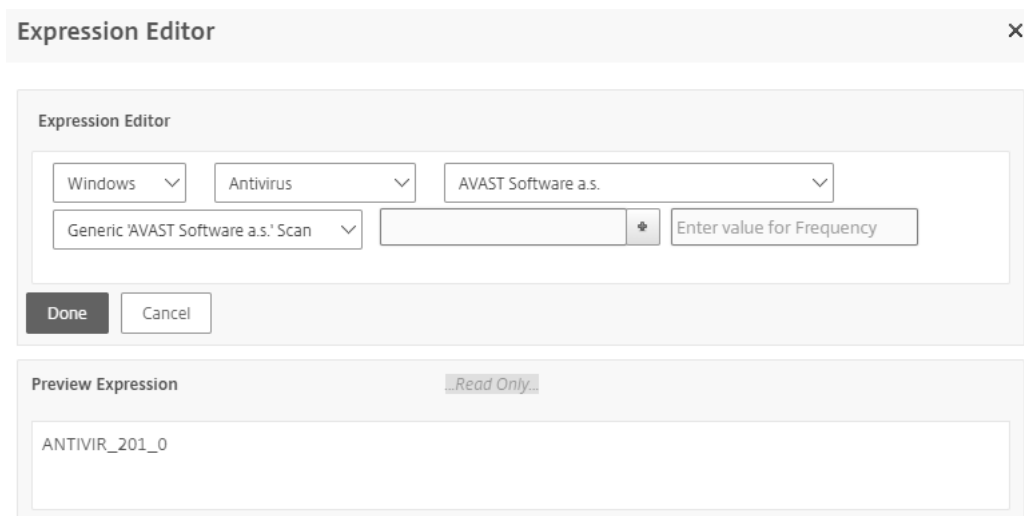 Expression Editor
Expression Editor
Windows Antivirus AVAST Software a.s.
Generic 'AVAST Software a.s.' Scan Enter value for Frequency
Done Cancel
Preview Expression ...Read Only...
ANTIVIR_201_0